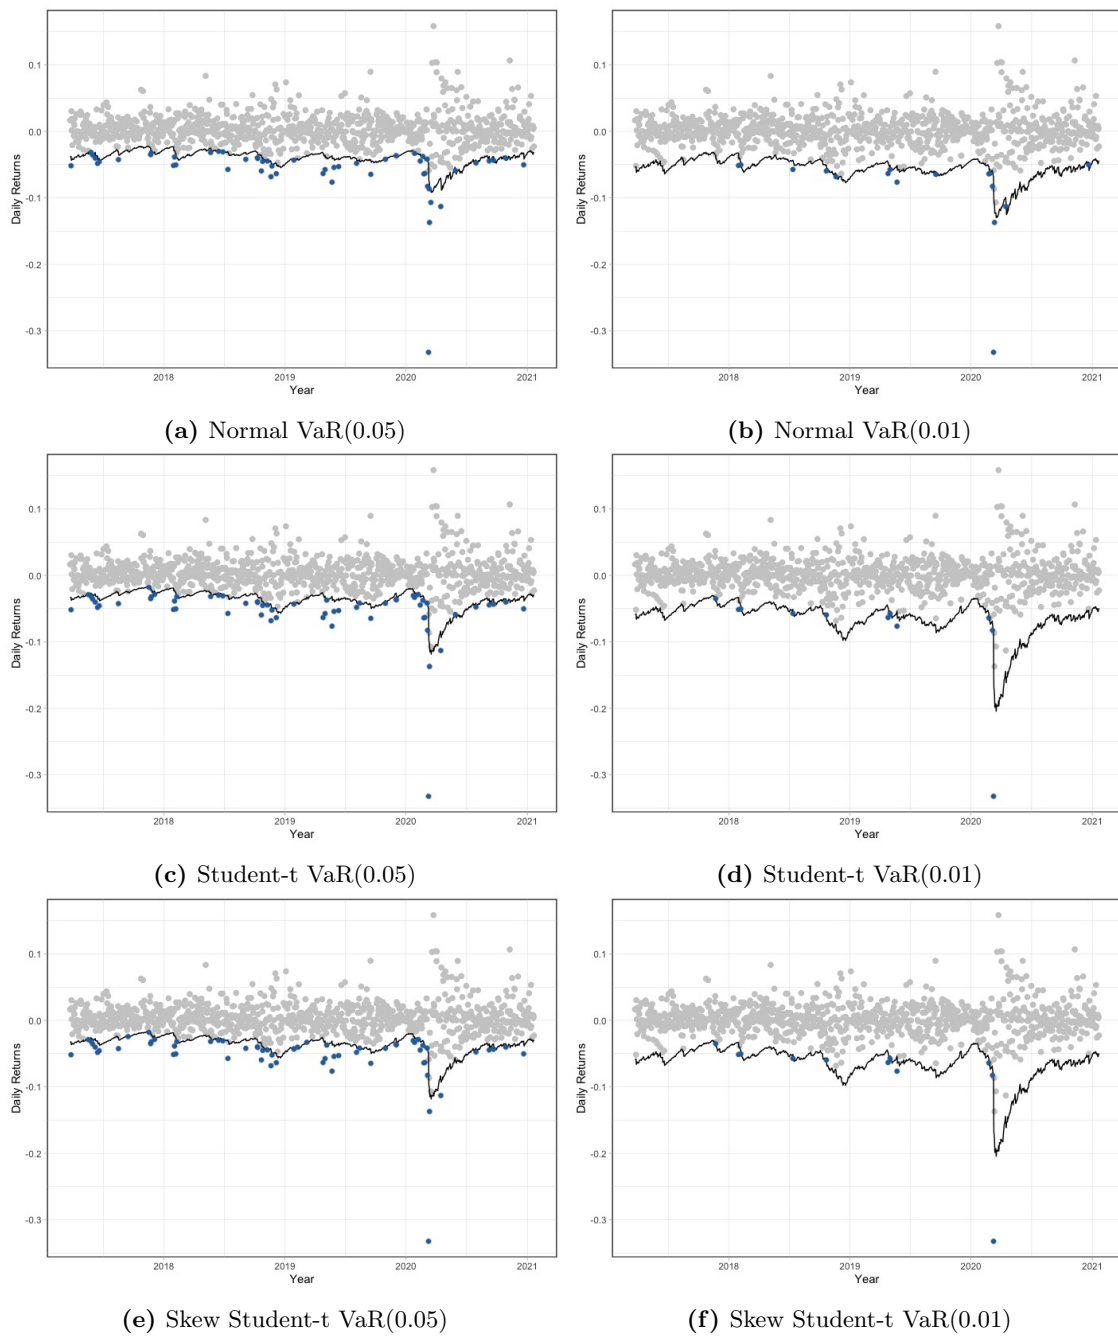 Daily Returns
0.1
0.0
-0.1
-0.2
-0.3
2018 2019 2020 2021
Year
(a) Normal VaR(0.05)
Daily Returns
0.1
0.0
-0.1
-0.2
-0.3
2018 2019 2020 2021
Year
(b) Normal VaR(0.01)
Daily Returns
0.1
0.0
-0.1
-0.2
-0.3
2018 2019 2020 2021
Year
(c) Student-t VaR(0.05)
Daily Returns
0.1
0.0
-0.1
-0.2
-0.3
2018 2019 2020 2021
Year
(d) Student-t VaR(0.01)
Daily Returns
0.1
0.0
-0.1
-0.2
-0.3
2018 2019 2020 2021
Year
(e) Skew Student-t VaR(0.05)
Daily Returns
0.1
0.0
-0.1
-0.2
-0.3
2018 2019 2020 2021
Year
(f) Skew Student-t VaR(0.01)